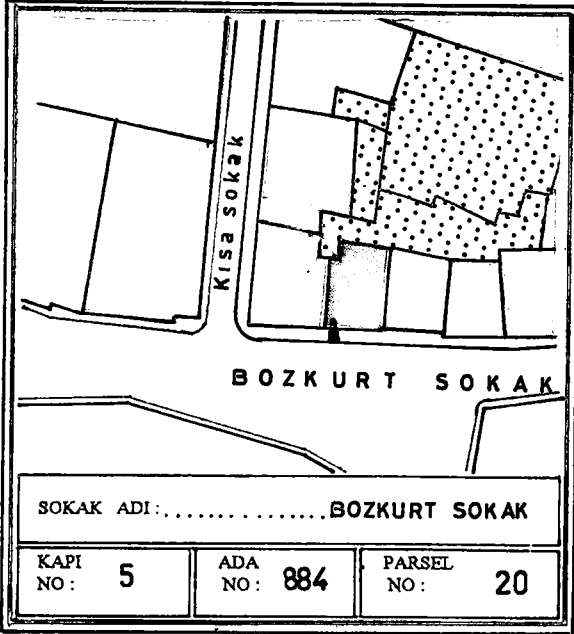 Kısa sokak
BOZKURT SOKAK
SOKAK ADI:................BOZKURT SOKAK
KAPI NO: 5
ADA NO: 884
PARSEL NO: 20